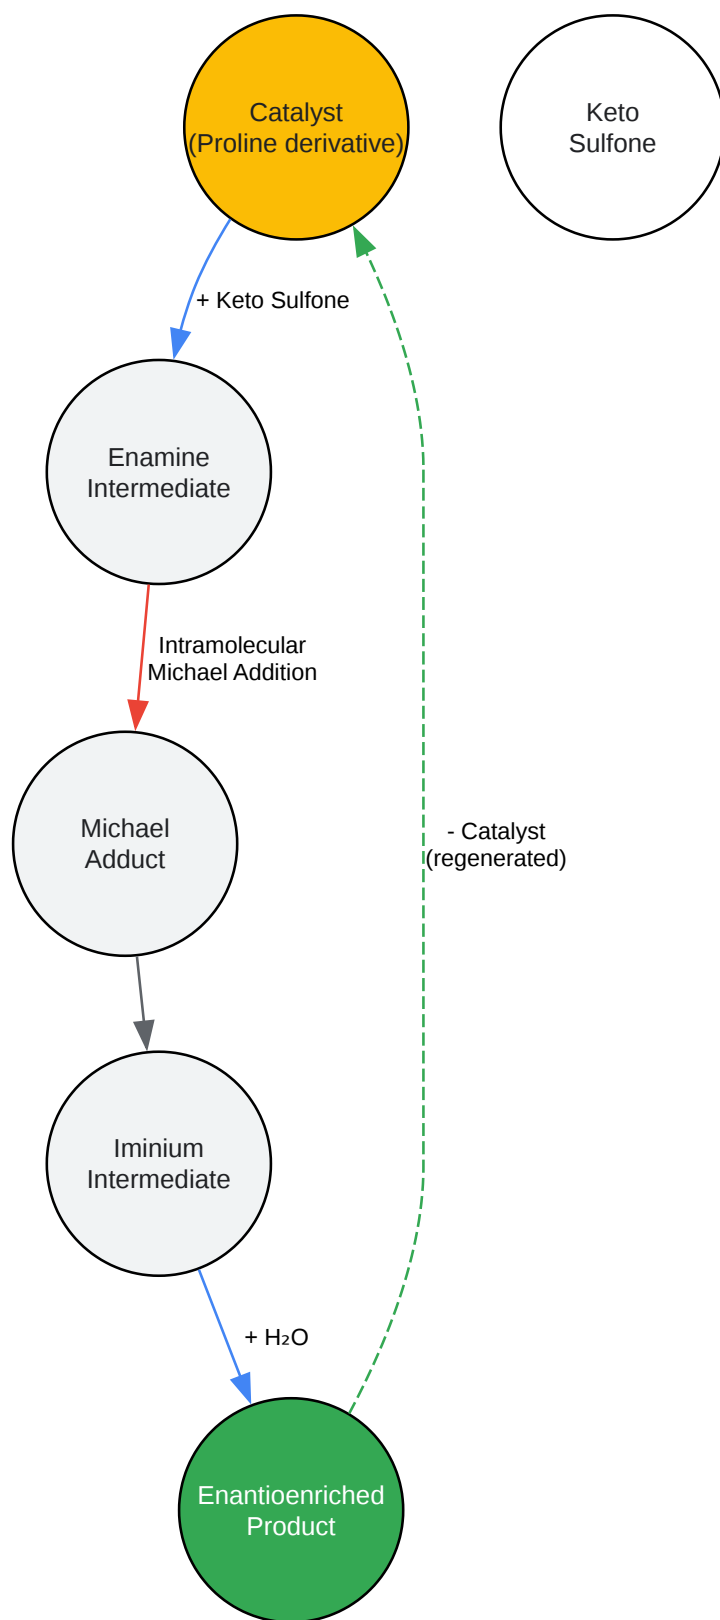 Catalyst
(Proline derivative)
Keto
Sulfone
+ Keto Sulfone
Enamine
Intermediate
Intramolecular
Michael Addition
Michael
Adduct
- Catalyst
(regenerated)
Iminium
Intermediate
+ H₂O
Enantioenriched
Product